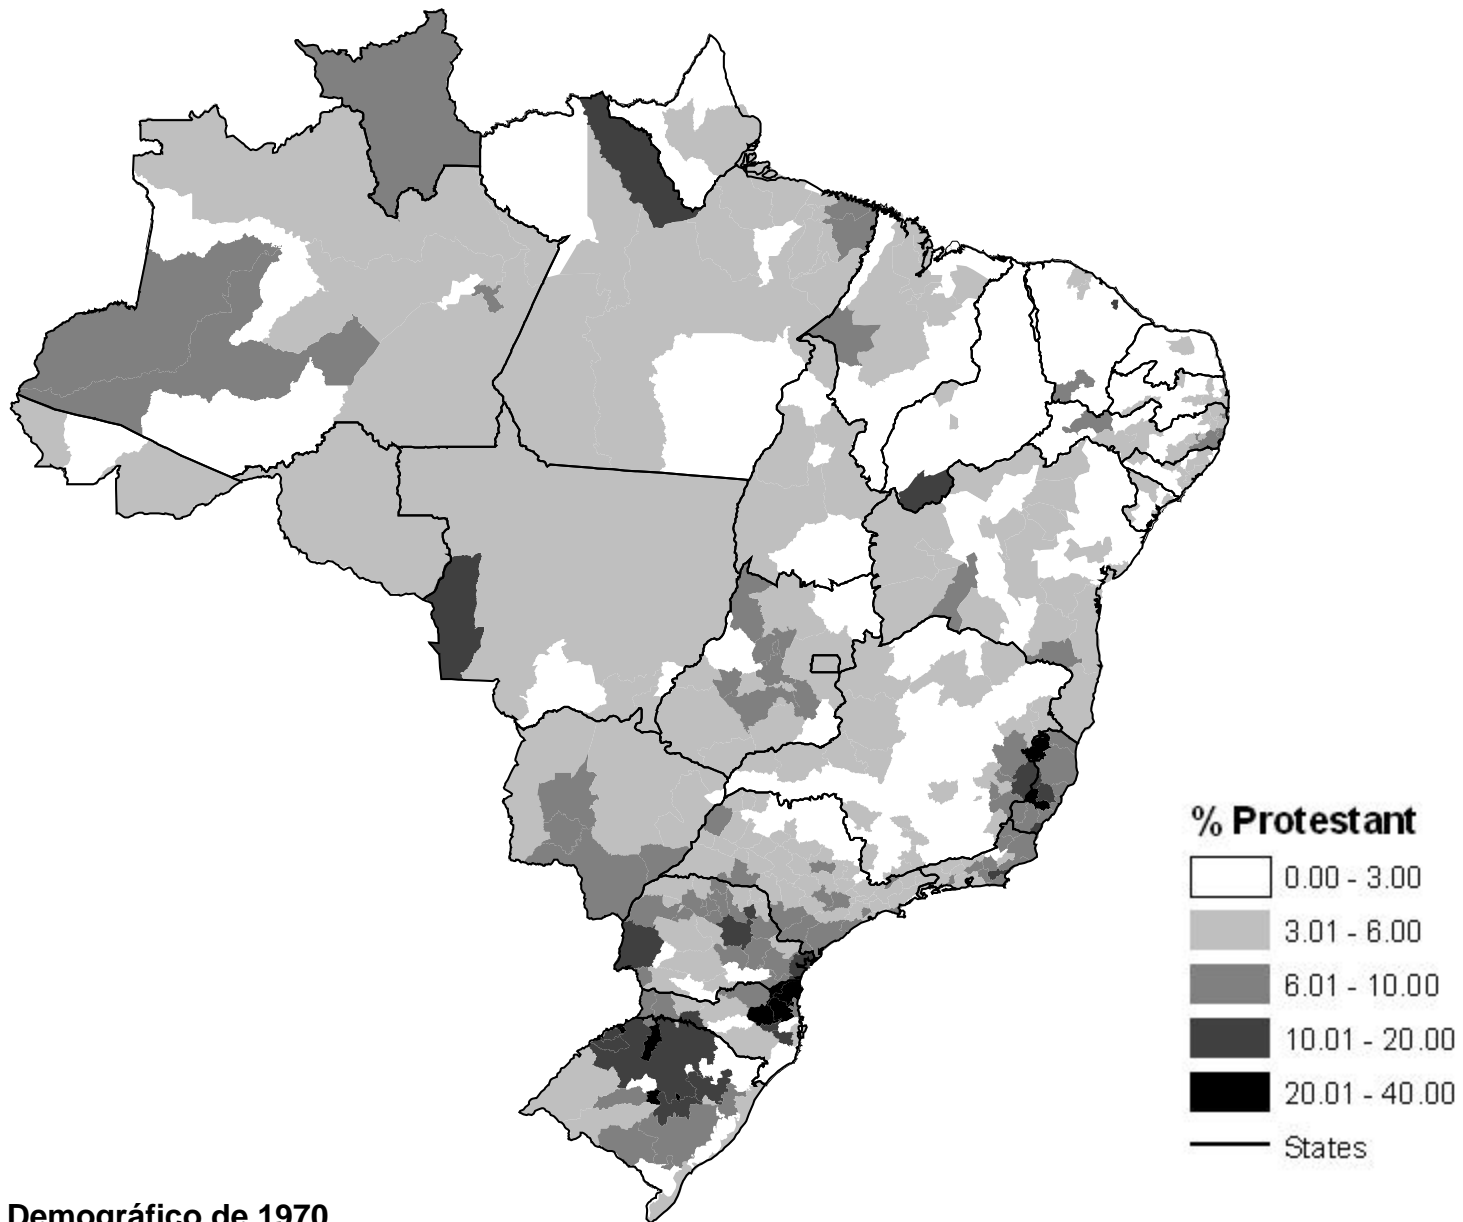 % Protestant
0.00 - 3.00
3.01 - 6.00
6.01 - 10.00
10.01 - 20.00
20.01 - 40.00
States
Demográfico de 1970